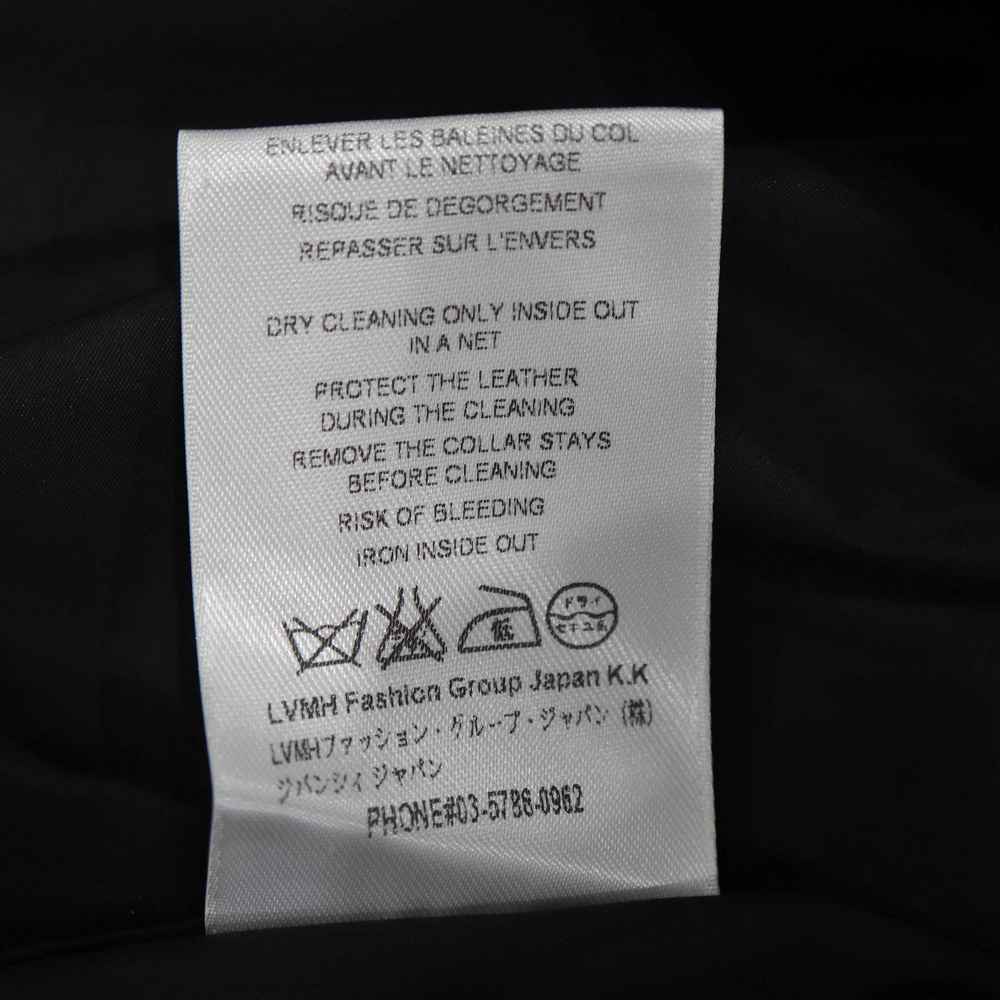 ENLEVER LES BALEINES DU COL
AVANT LE NETTOYAGE
RISQUE DE DEGORGEMENT
REPASSER SUR L'ENVERS
DRY CLEANING ONLY INSIDE OUT
IN A NET
PROTECT THE LEATHER
DURING THE CLEANING
REMOVE THE COLLAR STAYS
BEFORE CLEANING
RISK OF BLEEDING
IRON INSIDE OUT
低 ドライ
セキユ系
LVMH Fashion Group Japan K.K
LVMHファッション・グループ・ジャパン (株)
ジバンシィ ジャパン
PHONE#03-5786-0962